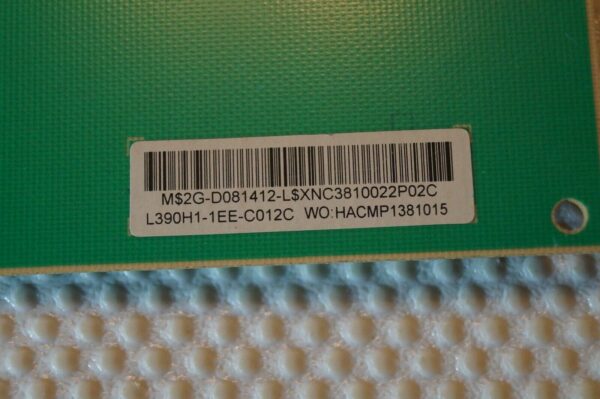 M$2G-D081412-L$XNC3810022P02C
L390H1-1EE-C012C WO:HACMP1381015